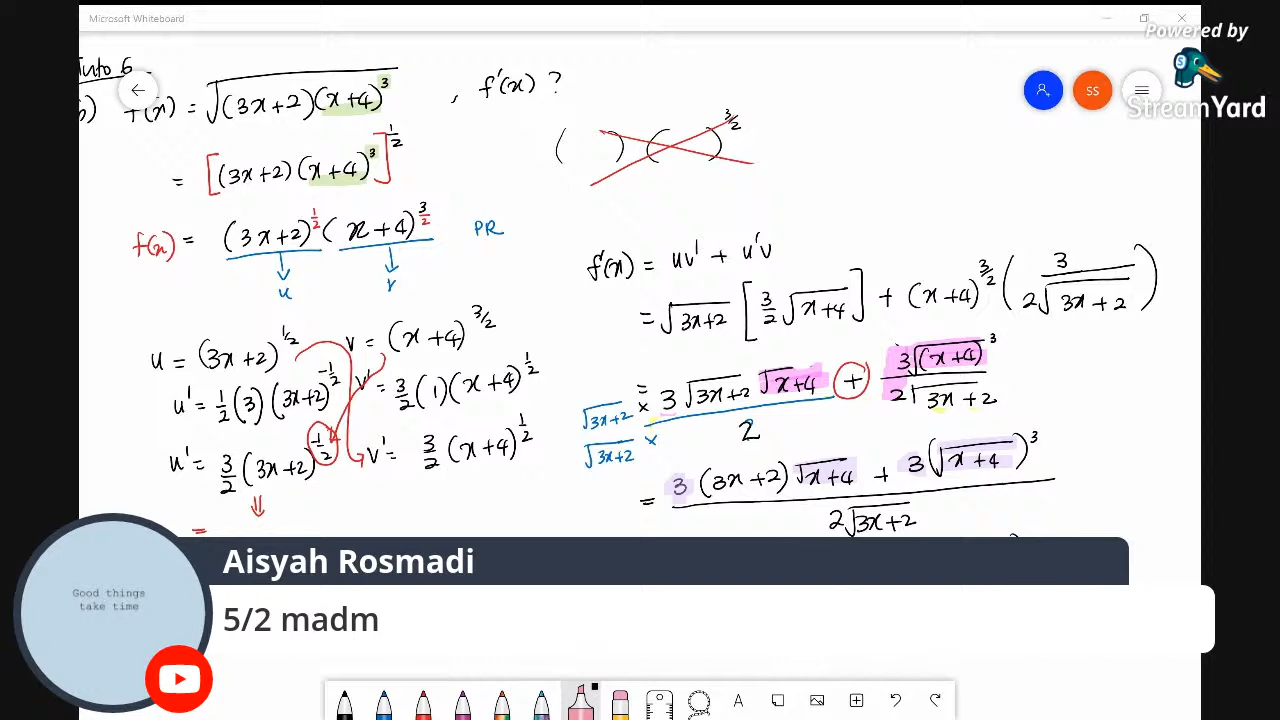 Microsoft Whiteboard
Powered by
StreamYard
SS
Tuto 6
f(x) = √((3x+2)(x+4)³ , f'(x) ?
= [(3x+2)(x+4)³]^½
( ) ( )^3/2
f(x) = (3x+2)^½ (x+4)^3/2 PR
u v
u = (3x+2)^½ v = (x+4)^3/2
u' = ½(3)(3x+2)^-½ v' = 3/2 (1)(x+4)^½
u' = 3/2 (3x+2)^-½ v' = 3/2 (x+4)^½
⇓
=
f'(x) = uv' + u'v
= √3x+2 [3/2 √x+4] + (x+4)^3/2 (3 / 2√3x+2)
= 3√3x+2 √x+4 / 2 + 3√(x+4)³ / 2√3x+2
√3x+2 ×
√3x+2 ×
= 3(3x+2)√x+4 + 3(√x+4)³ / 2√3x+2
Good things
take time
Aisyah Rosmadi
5/2 madm
A